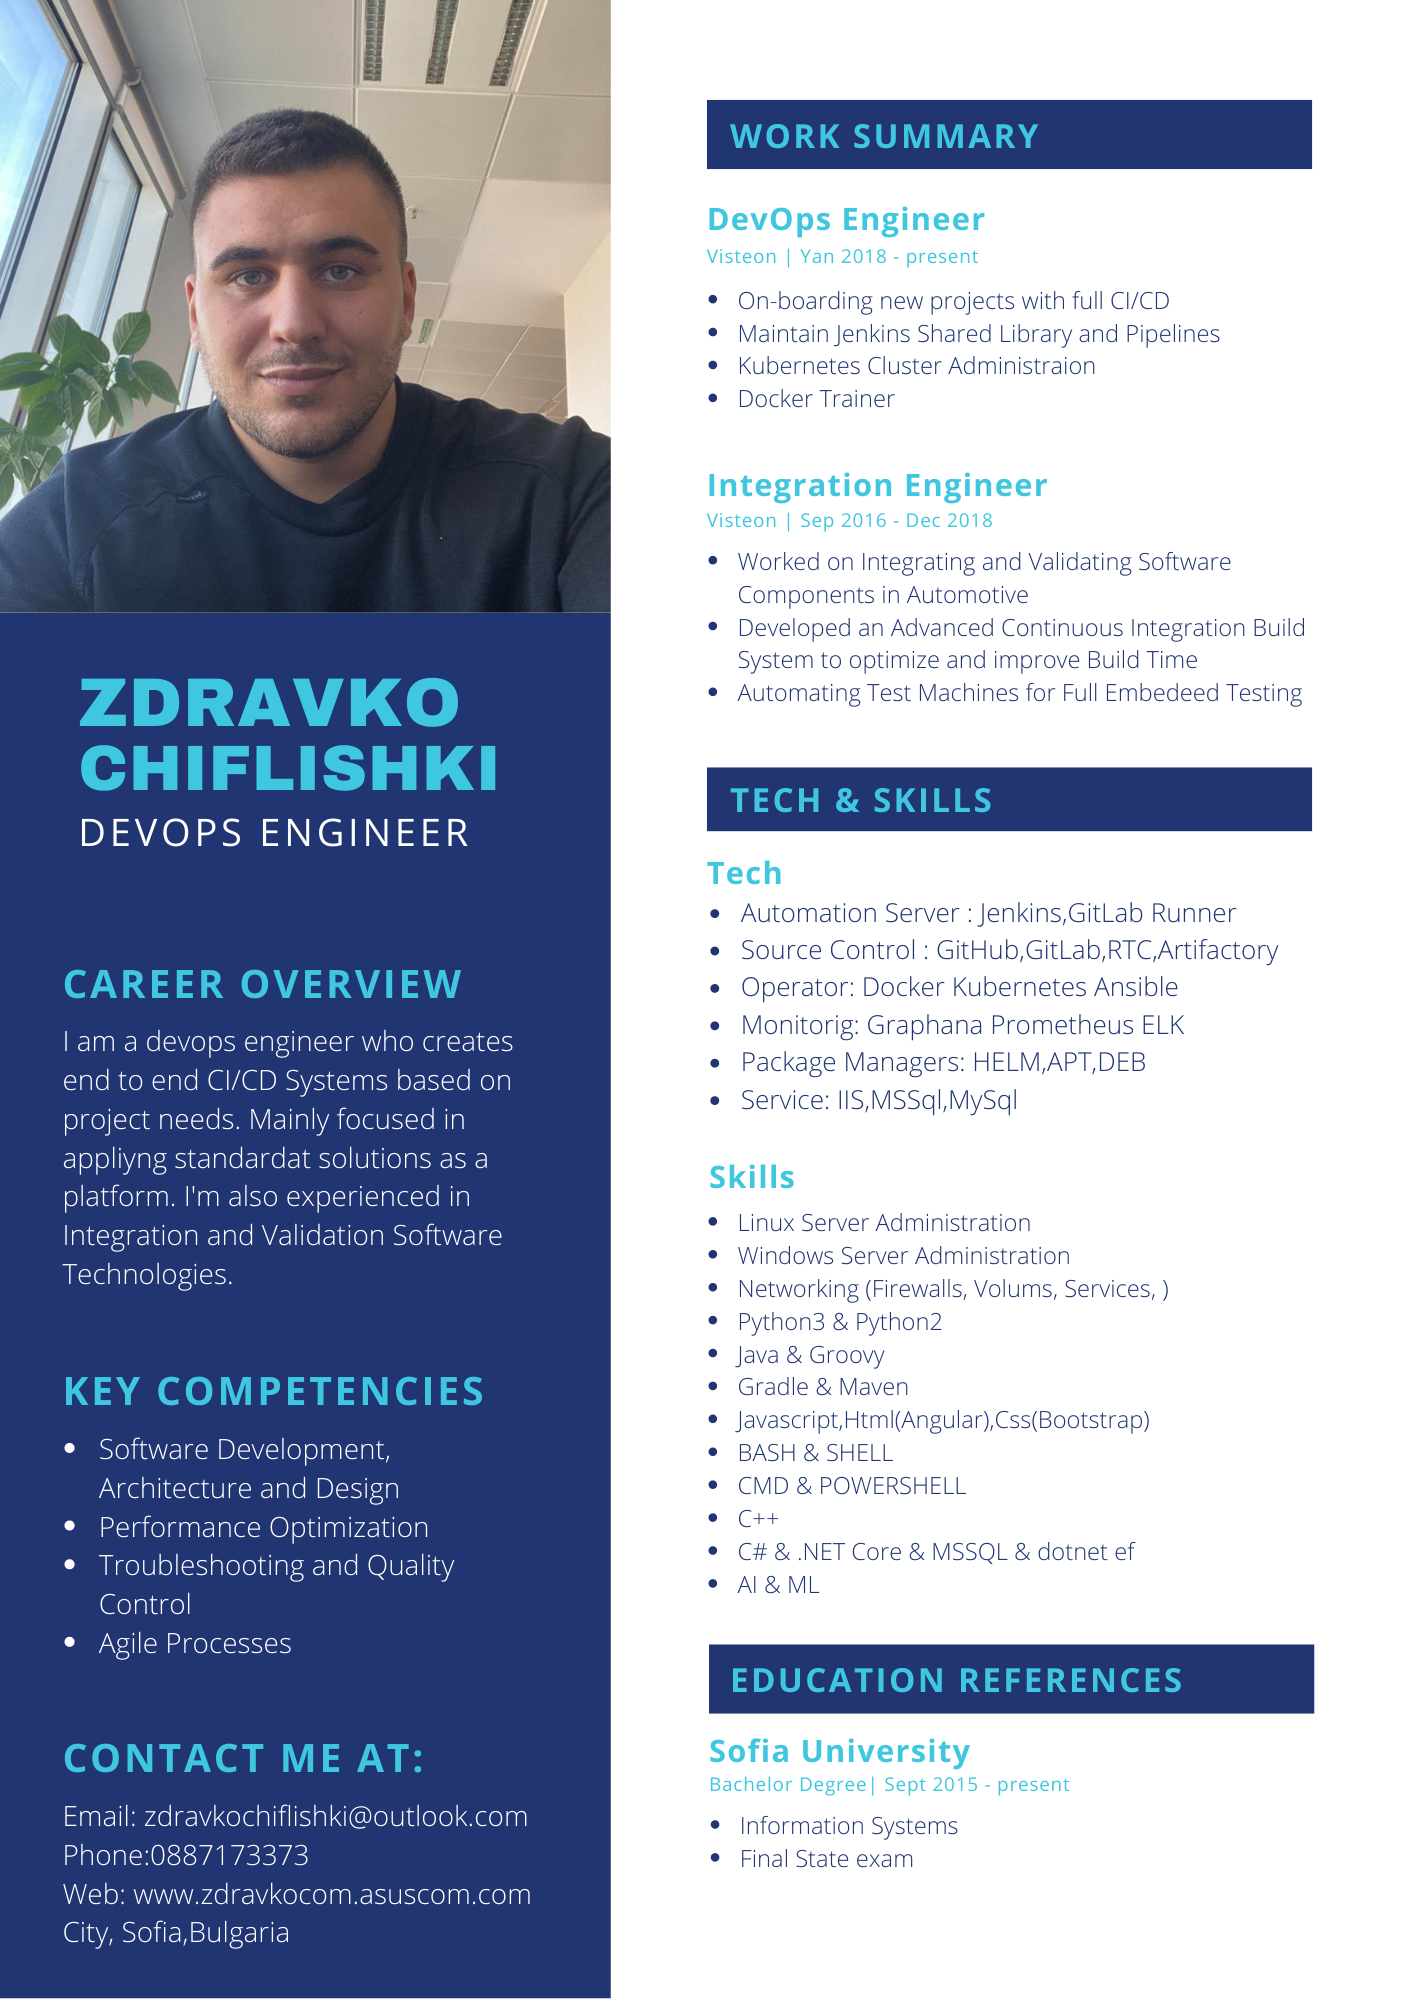 ZDRAVKO
CHIFLISHKI
DEVOPS ENGINEER
CAREER OVERVIEW
I am a devops engineer who creates
end to end CI/CD Systems based on
project needs. Mainly focused in
appliyng standardat solutions as a
platform. I'm also experienced in
Integration and Validation Software
Technologies.
KEY COMPETENCIES
• Software Development,
Architecture and Design
• Performance Optimization
• Troubleshooting and Quality
Control
• Agile Processes
CONTACT ME AT:
Email: zdravkochiflishki@outlook.com
Phone:0887173373
Web: www.zdravkocom.asuscom.com
City, Sofia,Bulgaria
WORK SUMMARY
DevOps Engineer
Visteon | Yan 2018 - present
• On-boarding new projects with full CI/CD
• Maintain Jenkins Shared Library and Pipelines
• Kubernetes Cluster Administraion
• Docker Trainer
Integration Engineer
Visteon | Sep 2016 - Dec 2018
• Worked on Integrating and Validating Software
Components in Automotive
• Developed an Advanced Continuous Integration Build
System to optimize and improve Build Time
• Automating Test Machines for Full Embedeed Testing
TECH & SKILLS
Tech
• Automation Server : Jenkins,GitLab Runner
• Source Control : GitHub,GitLab,RTC,Artifactory
• Operator: Docker Kubernetes Ansible
• Monitorig: Graphana Prometheus ELK
• Package Managers: HELM,APT,DEB
• Service: IIS,MSSql,MySql
Skills
• Linux Server Administration
• Windows Server Administration
• Networking (Firewalls, Volums, Services, )
• Python3 & Python2
• Java & Groovy
• Gradle & Maven
• Javascript,Html(Angular),Css(Bootstrap)
• BASH & SHELL
• CMD & POWERSHELL
• C++
• C# & .NET Core & MSSQL & dotnet ef
• AI & ML
EDUCATION REFERENCES
Sofia University
Bachelor Degree| Sept 2015 - present
• Information Systems
• Final State exam